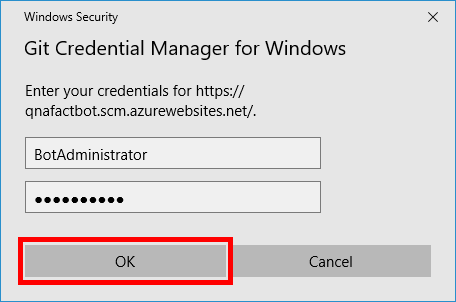 Windows Security
Git Credential Manager for Windows
Enter your credentials for https://
qnafactbot.scm.azurewebsites.net/.
BotAdministrator
●●●●●●●●●●
OK
Cancel